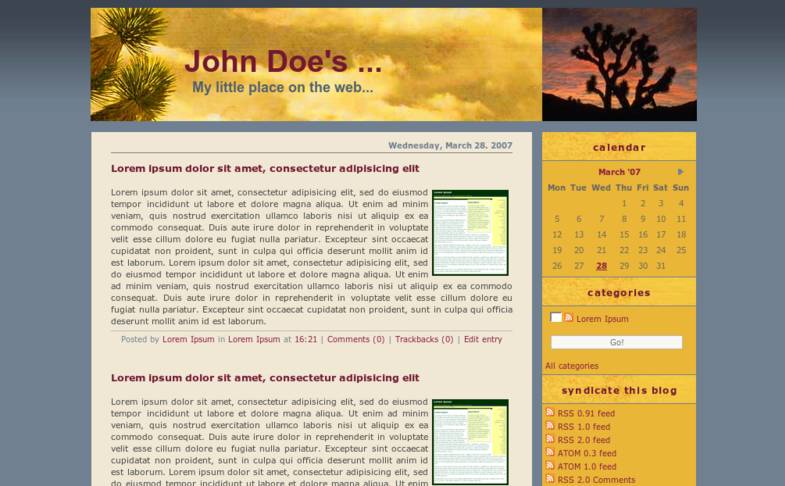 John Doe's ...
My little place on the web...
Wednesday, March 28. 2007
Lorem ipsum dolor sit amet, consectetur adipisicing elit
Lorem ipsum dolor sit amet, consectetur adipisicing elit, sed do eiusmod
tempor incididunt ut labore et dolore magna aliqua. Ut enim ad minim
veniam, quis nostrud exercitation ullamco laboris nisi ut aliquip ex ea
commodo consequat. Duis aute irure dolor in reprehenderit in voluptate
velit esse cillum dolore eu fugiat nulla pariatur. Excepteur sint occaecat
cupidatat non proident, sunt in culpa qui officia deserunt mollit anim id
est laborum. Lorem ipsum dolor sit amet, consectetur adipisicing elit, sed
do eiusmod tempor incididunt ut labore et dolore magna aliqua. Ut enim
ad minim veniam, quis nostrud exercitation ullamco laboris nisi ut aliquip ex ea commodo
consequat. Duis aute irure dolor in reprehenderit in voluptate velit esse cillum dolore eu
fugiat nulla pariatur. Excepteur sint occaecat cupidatat non proident, sunt in culpa qui officia
deserunt mollit anim id est laborum.
Posted by Lorem Ipsum in Lorem Ipsum at 16:21 | Comments (0) | Trackbacks (0) | Edit entry
Lorem ipsum dolor sit amet, consectetur adipisicing elit
Lorem ipsum dolor sit amet, consectetur adipisicing elit, sed do eiusmod
tempor incididunt ut labore et dolore magna aliqua. Ut enim ad minim
veniam, quis nostrud exercitation ullamco laboris nisi ut aliquip ex ea
commodo consequat. Duis aute irure dolor in reprehenderit in voluptate
velit esse cillum dolore eu fugiat nulla pariatur. Excepteur sint occaecat
cupidatat non proident, sunt in culpa qui officia deserunt mollit anim id
est laborum. Lorem ipsum dolor sit amet, consectetur adipisicing elit, sed
do eiusmod tempor incididunt ut labore et dolore magna aliqua. Ut enim
calendar
March '07
Mon Tue Wed Thu Fri Sat Sun
1 2 3 4
5 6 7 8 9 10 11
12 13 14 15 16 17 18
19 20 21 22 23 24 25
26 27 28 29 30 31
categories
Lorem Ipsum
Go!
All categories
syndicate this blog
RSS 0.91 feed
RSS 1.0 feed
RSS 2.0 feed
ATOM 0.3 feed
ATOM 1.0 feed
RSS 2.0 Comments